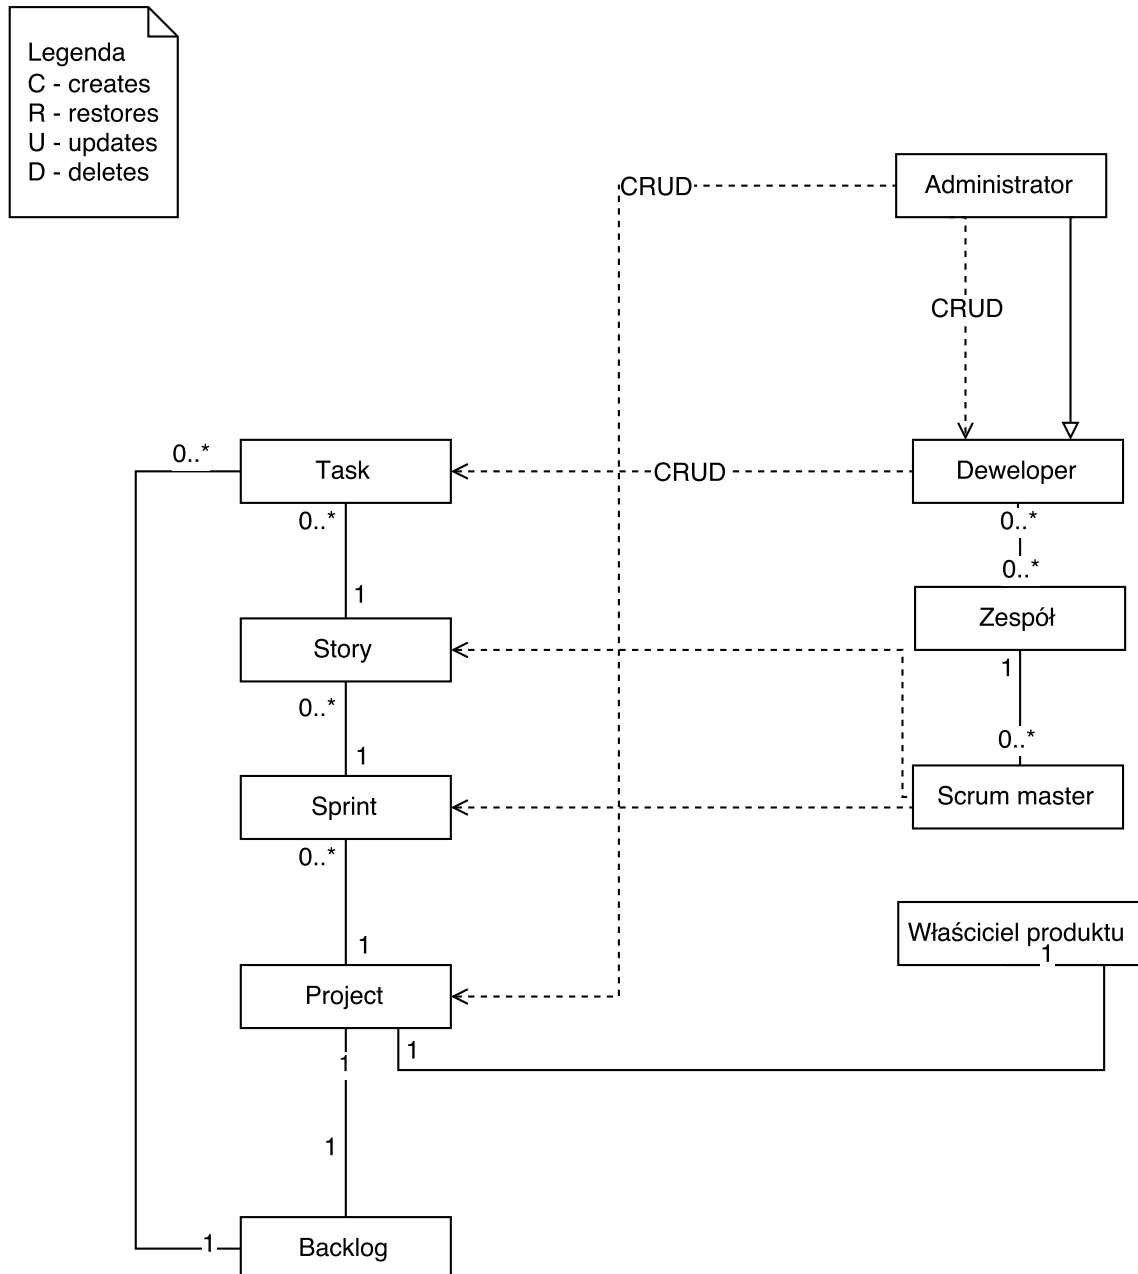 Legenda
C - creates
R - restores
U - updates
D - deletes
Administrator
CRUD
CRUD
0..*
Task
CRUD
Deweloper
0..*
0..*
0..*
1
Zespół
Story
1
0..*
0..*
1
Scrum master
Sprint
0..*
Właściciel produktu
1
1
Project
1
1
1
1
Backlog